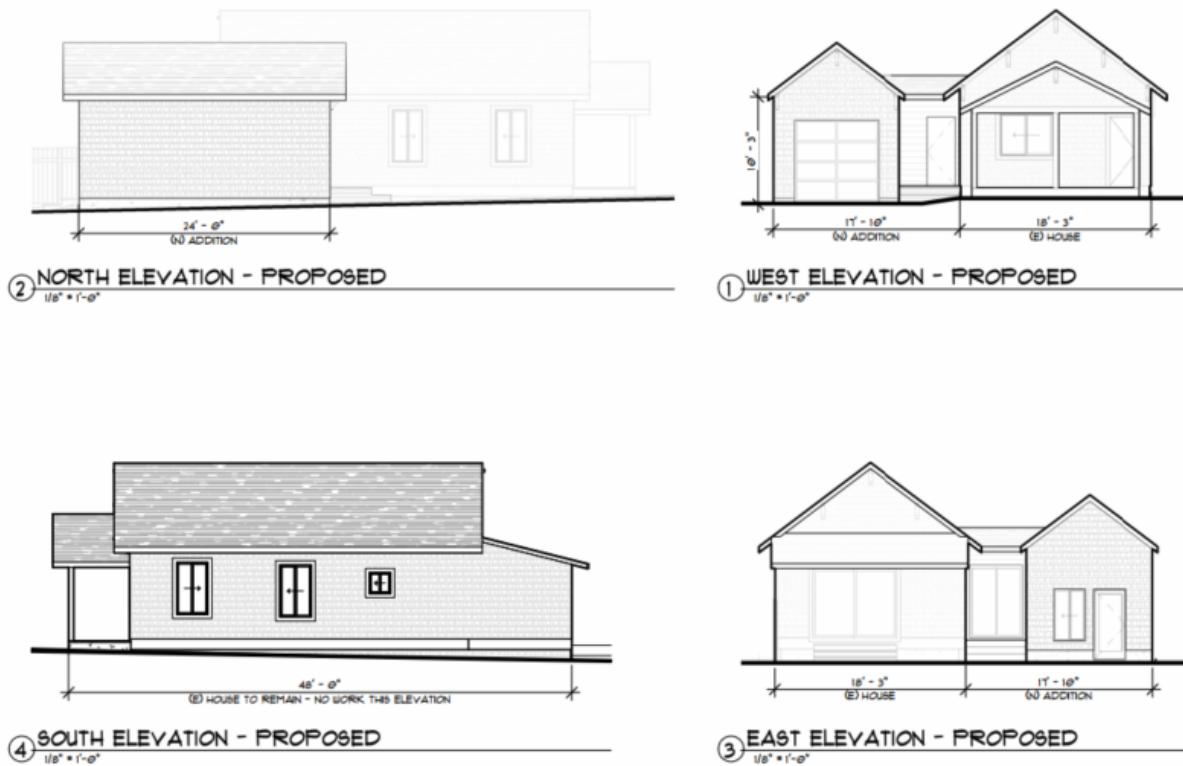 24' - 0"
(N) ADDITION
2 NORTH ELEVATION - PROPOSED
1/8" = 1'-0"
10' - 3"
17' - 10"
(N) ADDITION
18' - 3"
(E) HOUSE
1 WEST ELEVATION - PROPOSED
1/8" = 1'-0"
48' - 0"
(E) HOUSE TO REMAIN - NO WORK THIS ELEVATION
4 SOUTH ELEVATION - PROPOSED
1/8" = 1'-0"
18' - 3"
(E) HOUSE
17' - 10"
(N) ADDITION
3 EAST ELEVATION - PROPOSED
1/8" = 1'-0"